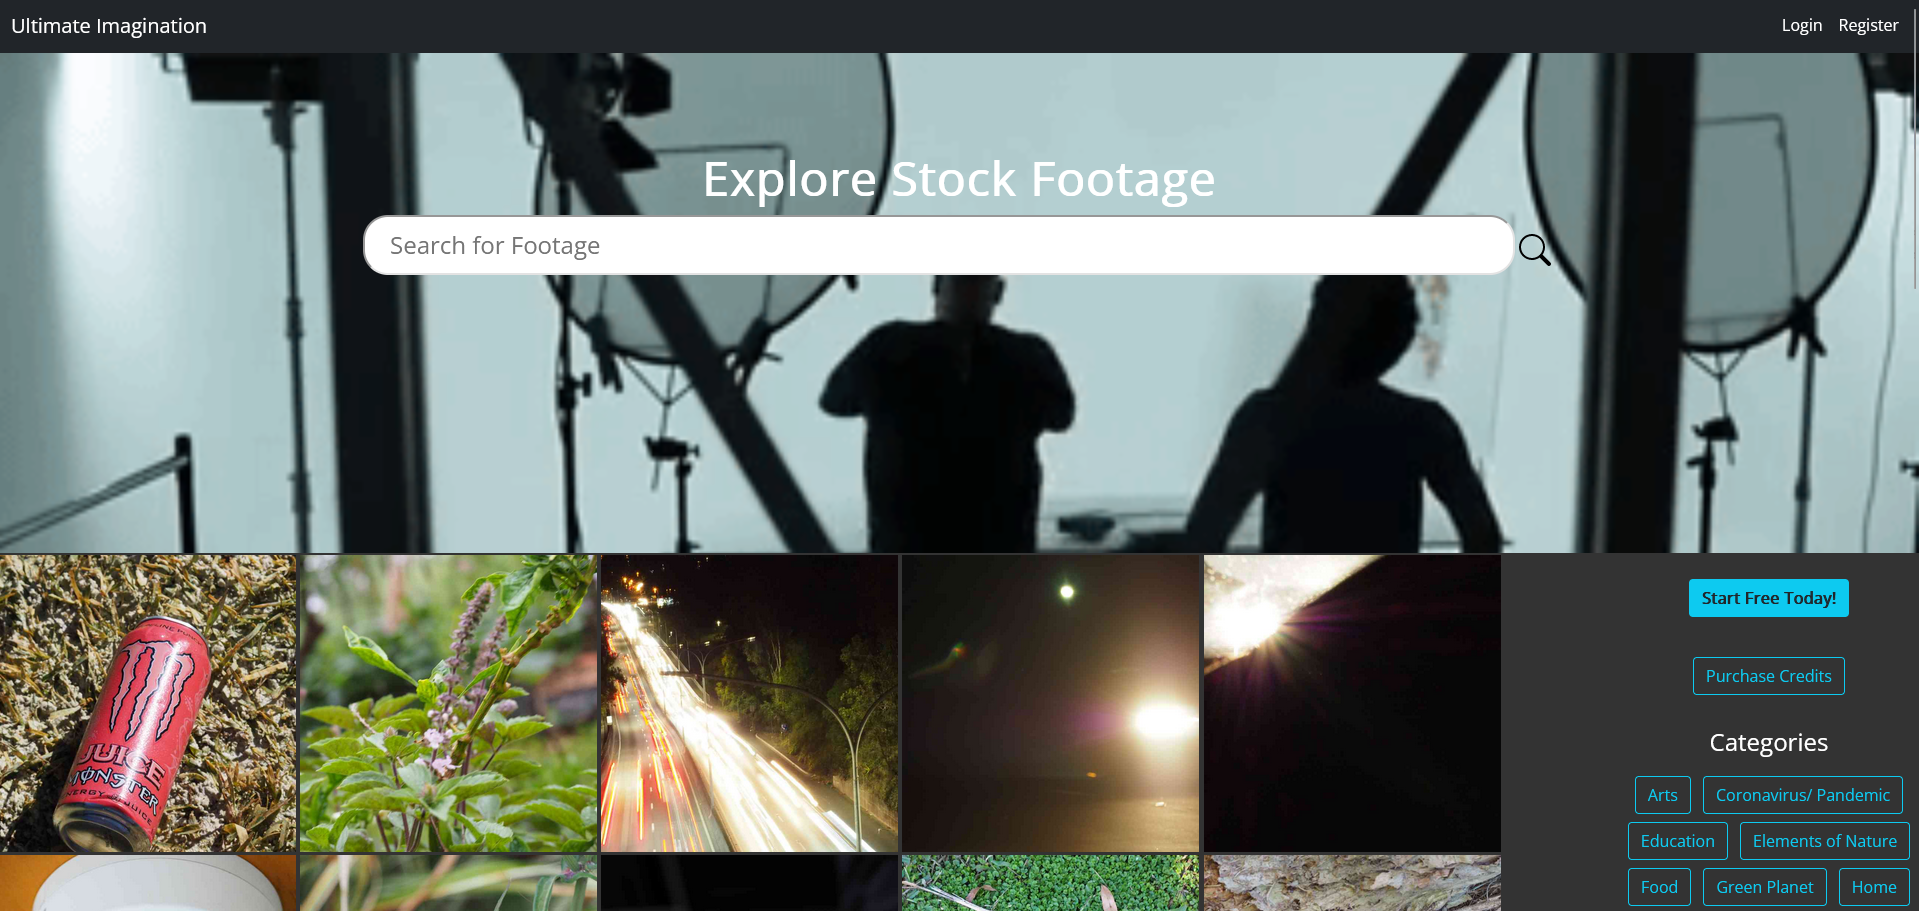 Ultimate Imagination
Login Register
Explore Stock Footage
Search for Footage
JUICE
MONSTER
ENERGY + JUICE
Start Free Today!
Purchase Credits
Categories
Arts Coronavirus/ Pandemic
Education Elements of Nature
Food Green Planet Home